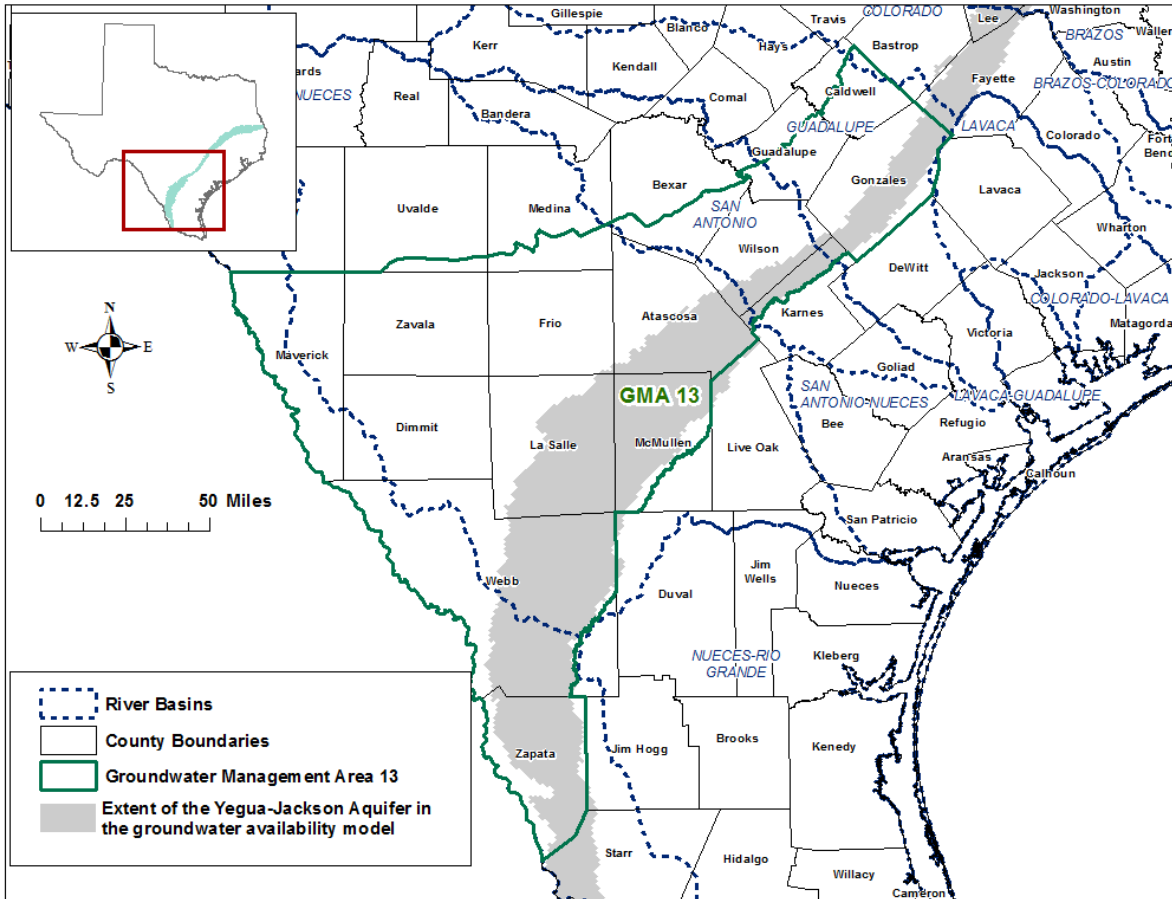 Gillespie
Blanco
Travis
COLORADO
Lee
Washington
BRAZOS
Waller
Kerr
Hays
Bastrop
Austin
ards
Kendall
Fayette
BRAZOS-COLORADO
NUECES
Real
Caldwell
Comal
Bandera
GUADALUPE
LAVACA
Colorado
Fort
Bend
Guadalupe
Gonzales
Bexar
Lavaca
Uvalde
Medina
SAN
ANTONIO
Wharton
Wilson
DeWitt
Jackson
COLORADO-LAVACA
N
W E
S
Zavala
Frio
Atascosa
Karnes
Victoria
Matagorda
Maverick
Goliad
GMA 13
SAN
ANTONIO-NUECES
LAVACA-GUADALUPE
Dimmit
La Salle
McMullen
Live Oak
Bee
Refugio
Aransas
Calhoun
0 12.5 25 50 Miles
San Patricio
Webb
Duval
Jim
Wells
Nueces
NUECES-RIO
GRANDE
Kleberg
River Basins
County Boundaries
Groundwater Management Area 13
Extent of the Yegua-Jackson Aquifer in
the groundwater availability model
Zapata
Jim Hogg
Brooks
Kenedy
Starr
Hidalgo
Willacy
Cameron